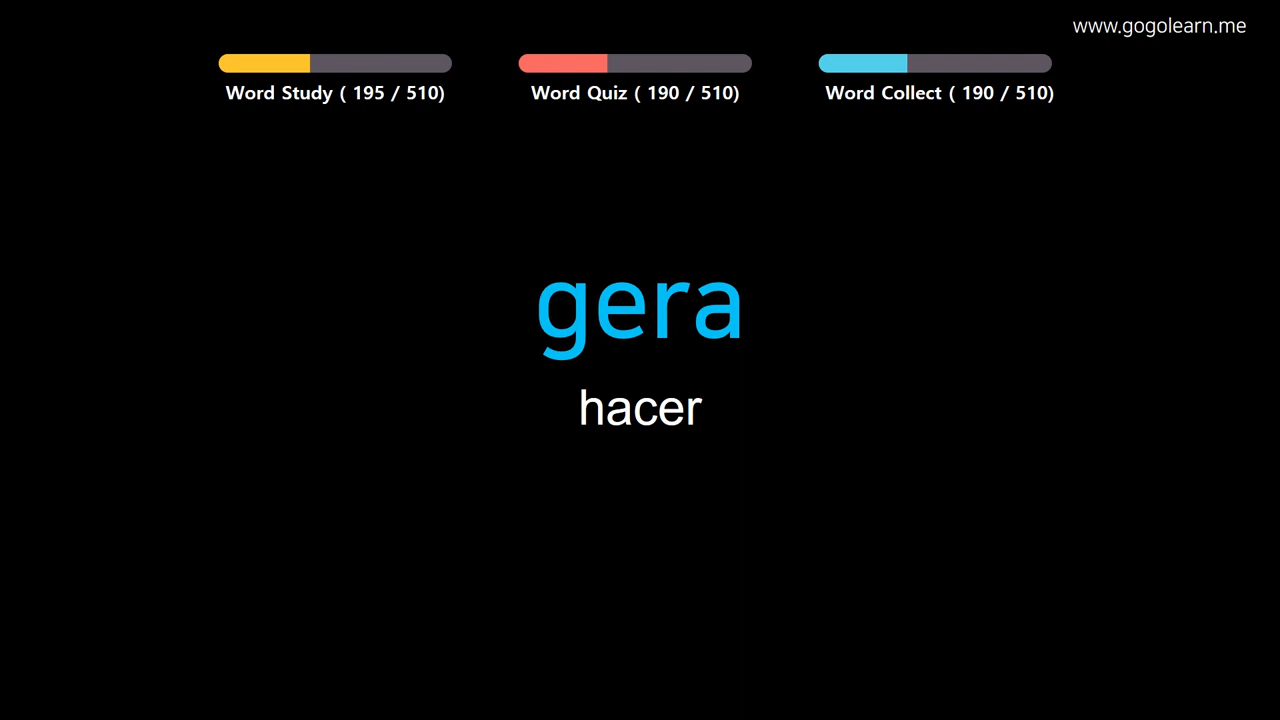 www.gogolearn.me
Word Study ( 195 / 510)
Word Quiz ( 190 / 510)
Word Collect ( 190 / 510)
gera
hacer